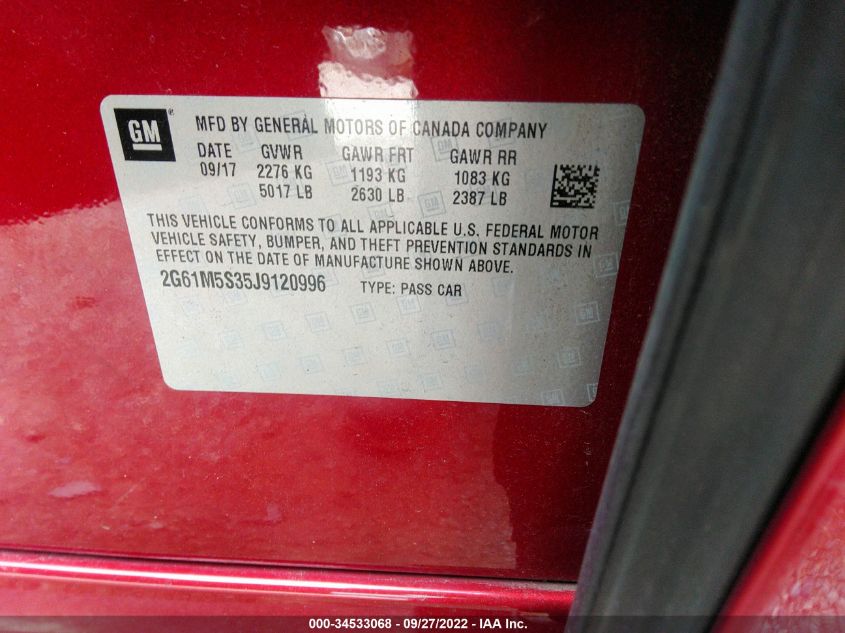 GM ®
MFD BY GENERAL MOTORS OF CANADA COMPANY
DATE GVWR GAWR FRT GAWR RR
09/17 2276 KG 1193 KG 1083 KG
5017 LB 2630 LB 2387 LB
THIS VEHICLE CONFORMS TO ALL APPLICABLE U.S. FEDERAL MOTOR
VEHICLE SAFETY, BUMPER, AND THEFT PREVENTION STANDARDS IN
EFFECT ON THE DATE OF MANUFACTURE SHOWN ABOVE.
2G61M5S35J9120996 TYPE: PASS CAR
000-34533068 - 09/27/2022 - IAA Inc.